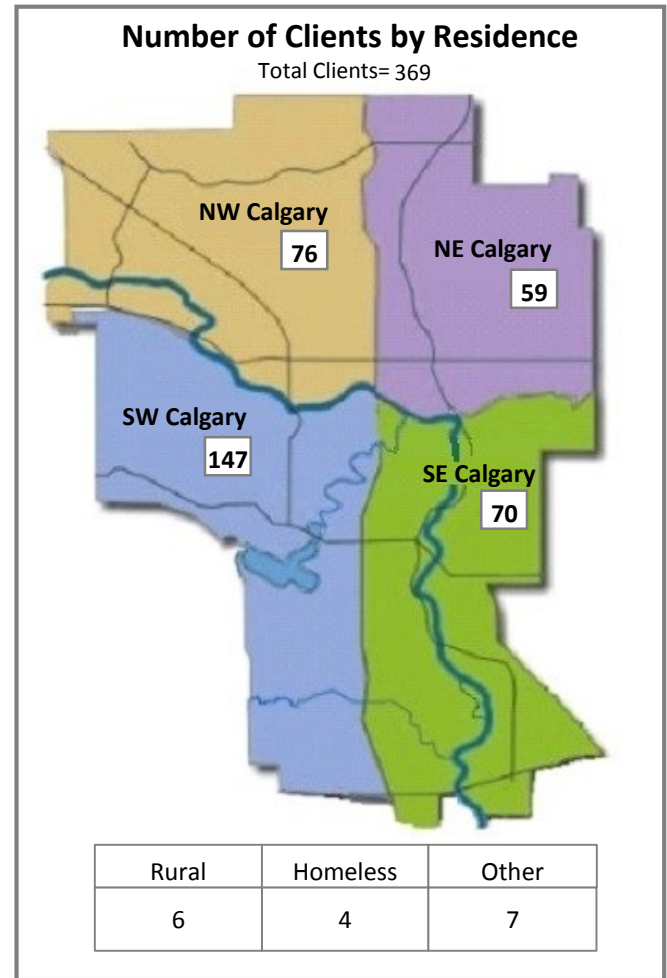 Number of Clients by Residence
Total Clients= 369
NW Calgary
76
NE Calgary
59
SW Calgary
147
SE Calgary
70
Rural Homeless Other
6 4 7